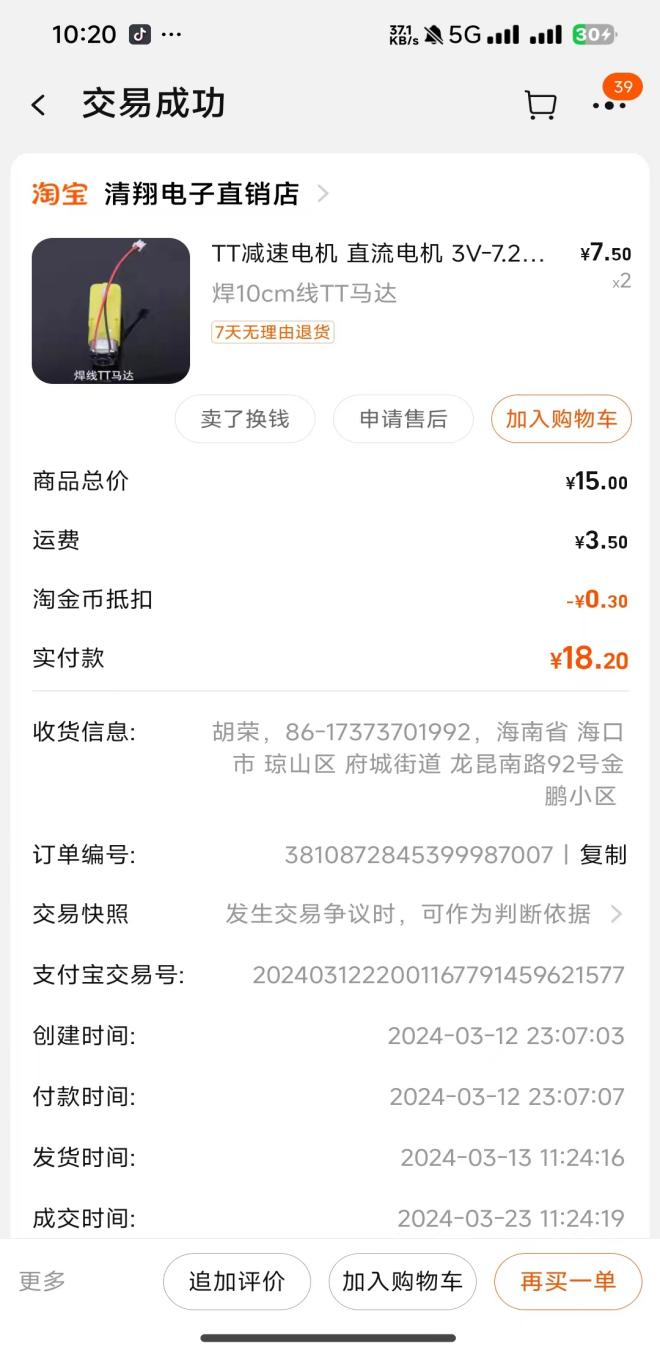 10:20 ...
37.1 KB/s 5G 30
交易成功
39
淘宝 清翔电子直销店
TT减速电机 直流电机 3V-7.2... ¥7.50
焊10cm线TT马达 x2
7天无理由退货
焊线TT马达
卖了换钱 申请售后 加入购物车
商品总价 ¥15.00
运费 ¥3.50
淘金币抵扣 -¥0.30
实付款 ¥18.20
收货信息: 胡荣，86-17373701992，海南省 海口
市 琼山区 府城街道 龙昆南路92号金
鹏小区
订单编号: 3810872845399987007 | 复制
交易快照 发生交易争议时，可作为判断依据
支付宝交易号: 2024031222001167791459621577
创建时间: 2024-03-12 23:07:03
付款时间: 2024-03-12 23:07:07
发货时间: 2024-03-13 11:24:16
成交时间: 2024-03-23 11:24:19
更多 追加评价 加入购物车 再买一单